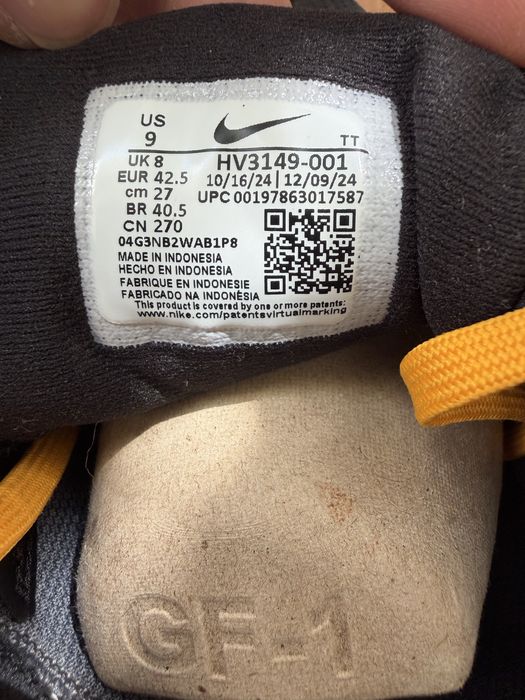 US
9
TT
UK 8
HV3149-001
EUR 42.5
10/16/24 | 12/09/24
cm 27
UPC 00197863017587
BR 40.5
CN 270
04G3NB2WAB1P8
MADE IN INDONESIA
HECHO EN INDONESIA
FABRIQUE EN INDONESIE
FABRICADO NA INDONÉSIA
This product is covered by one or more patents:
www.nike.com/patentsvirtualmarking
GF-1